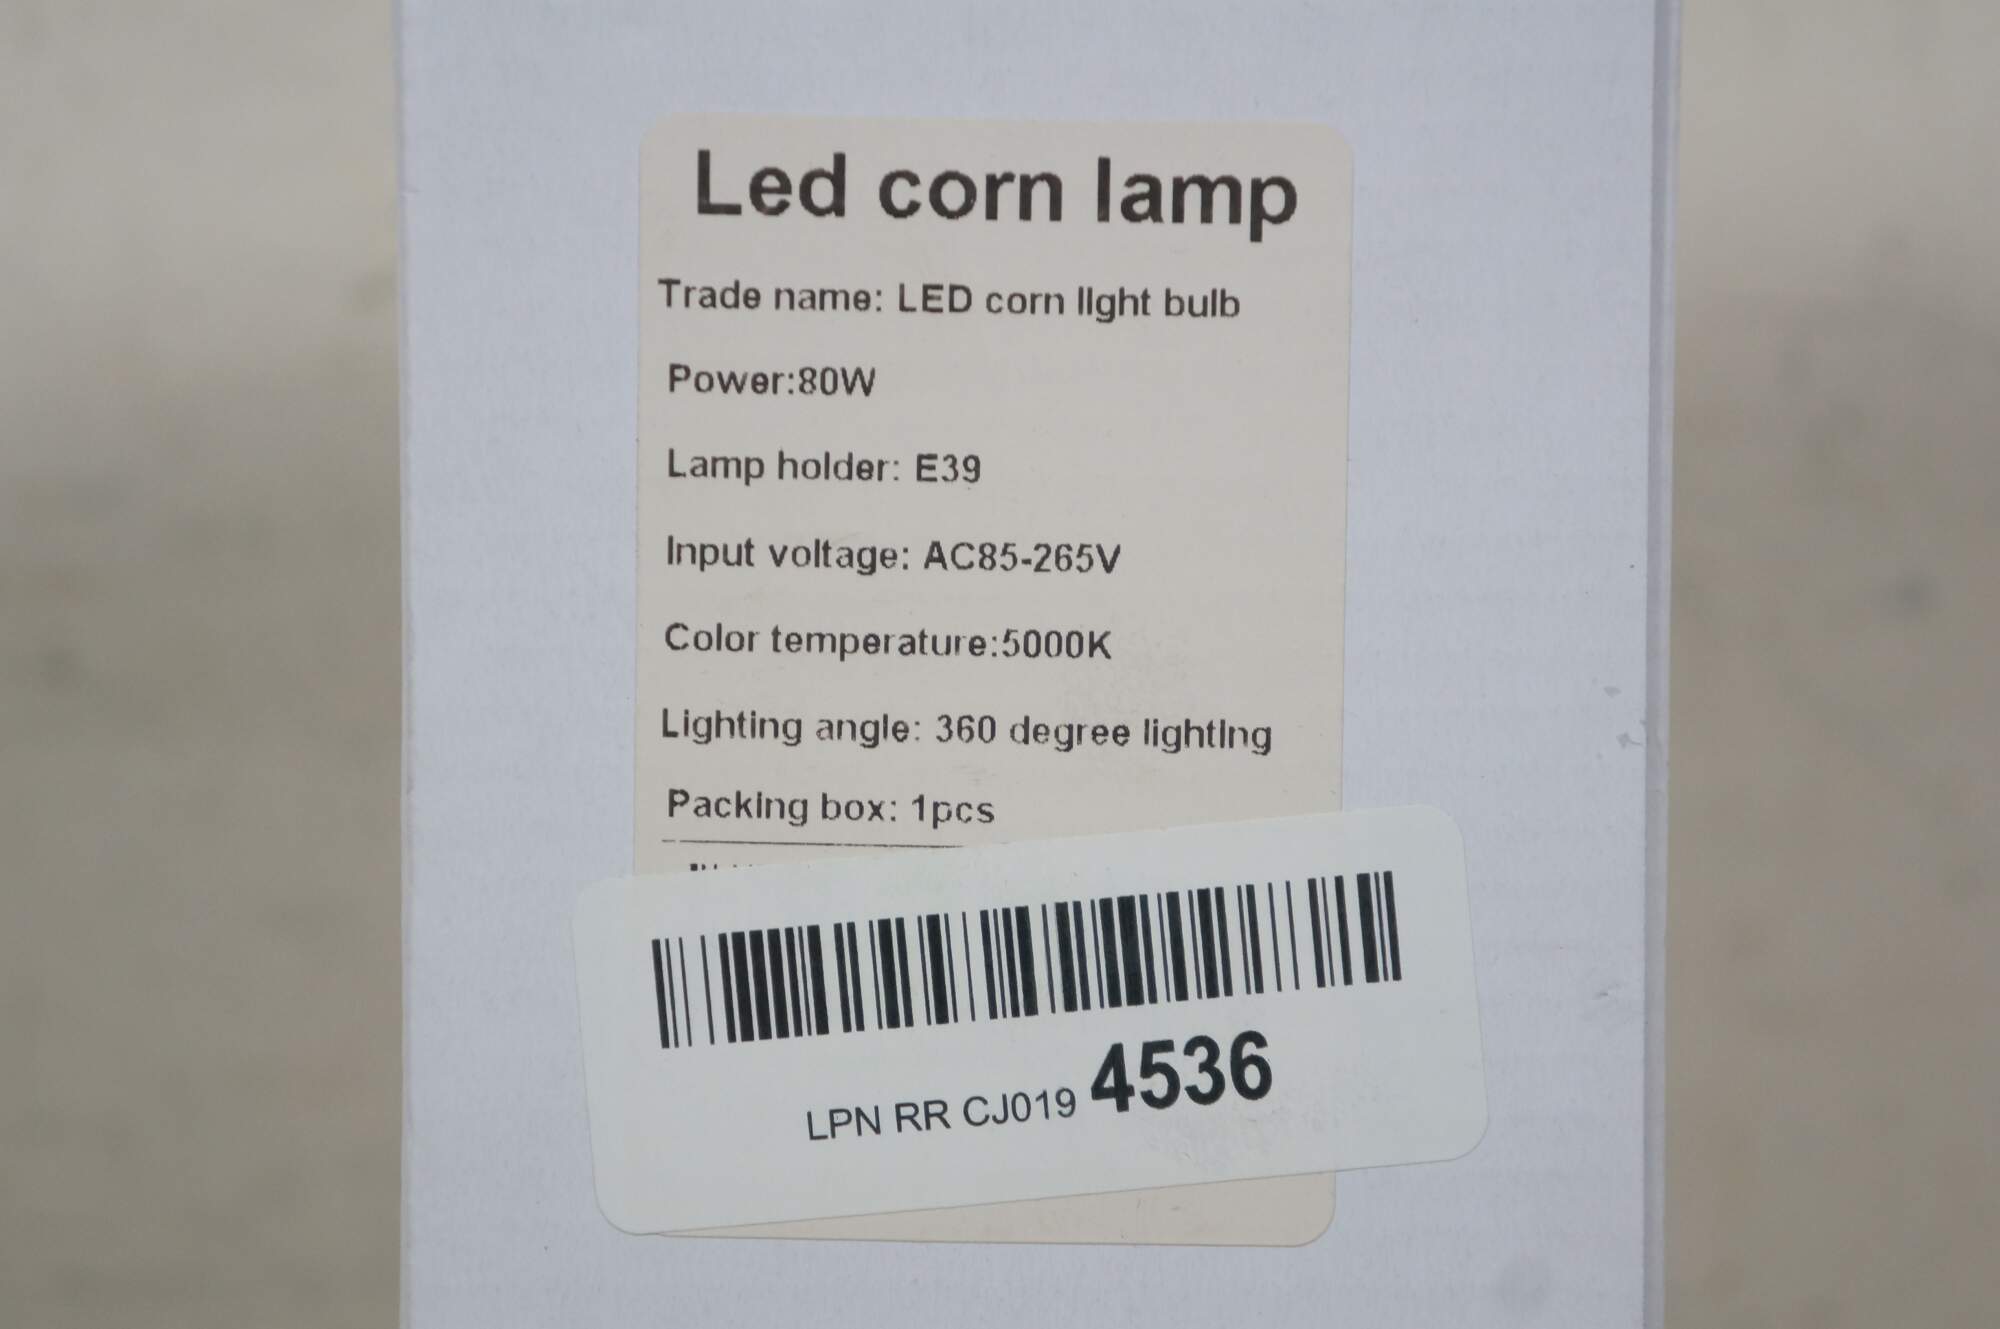 Led corn lamp
Trade name: LED corn light bulb
Power:80W
Lamp holder: E39
Input voltage: AC85-265V
Color temperature:5000K
Lighting angle: 360 degree lighting
Packing box: 1pcs
LPN RR CJ019 4536